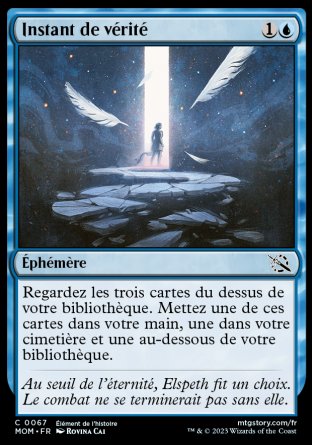 Instant de vérité 1
Éphémère
Regardez les trois cartes du dessus de
votre bibliothèque. Mettez une de ces
cartes dans votre main, une dans votre
cimetière et une au-dessous de votre
bibliothèque.
Au seuil de l'éternité, Elspeth fit un choix.
Le combat ne se terminerait pas sans elle.
C 0067 Élément de l'histoire mtgstory.com/fr
MOM • FR Rovina Cai ™ & © 2023 Wizards of the Coast